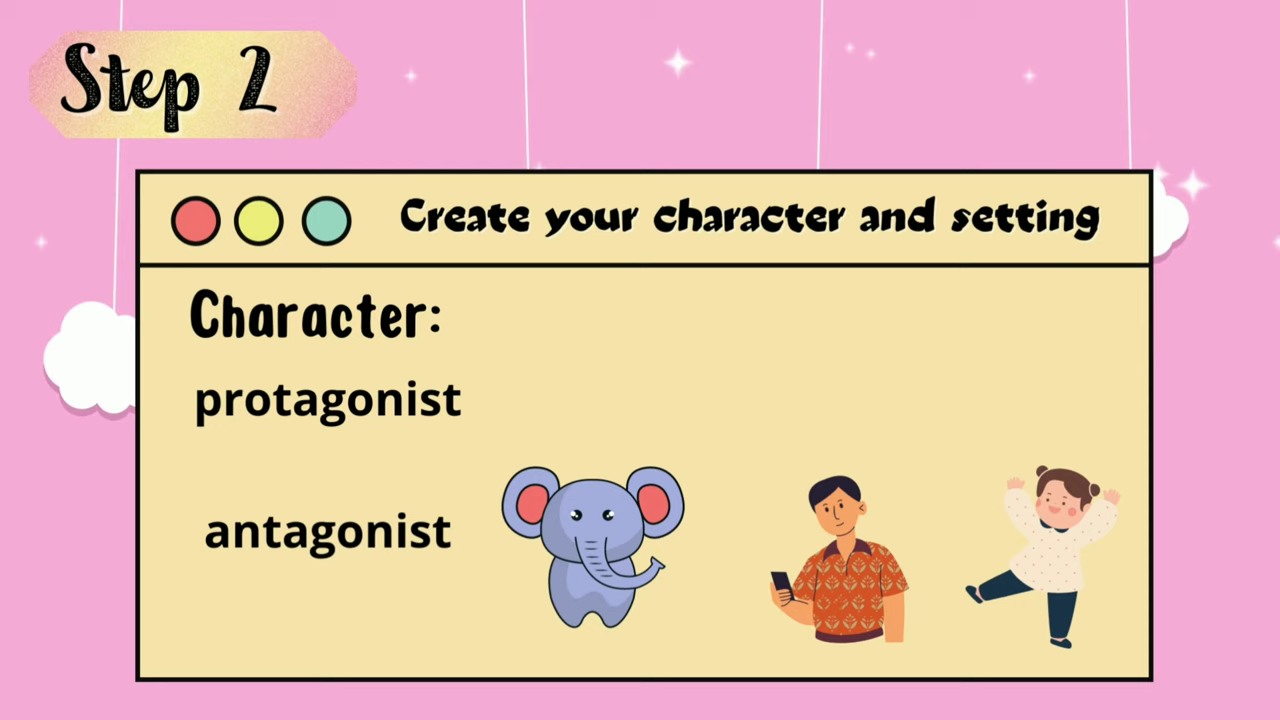 Step 2
Create your character and setting
Character:
protagonist
antagonist